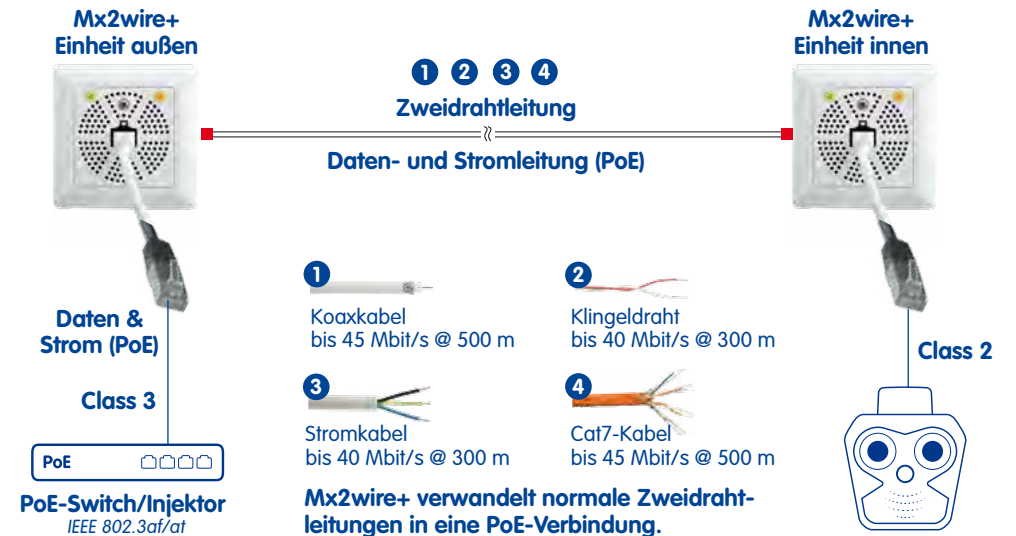 Mx2wire+
Einheit außen
Mx2wire+
Einheit innen
1 2 3 4
Zweidrahtleitung
Daten- und Stromleitung (PoE)
Daten &
Strom (PoE)
Class 3
PoE
PoE-Switch/Injektor
IEEE 802.3af/at
1
Koaxkabel
bis 45 Mbit/s @ 500 m
2
Klingeldraht
bis 40 Mbit/s @ 300 m
3
Stromkabel
bis 40 Mbit/s @ 300 m
4
Cat7-Kabel
bis 45 Mbit/s @ 500 m
Mx2wire+ verwandelt normale Zweidraht-
leitungen in eine PoE-Verbindung.
Class 2